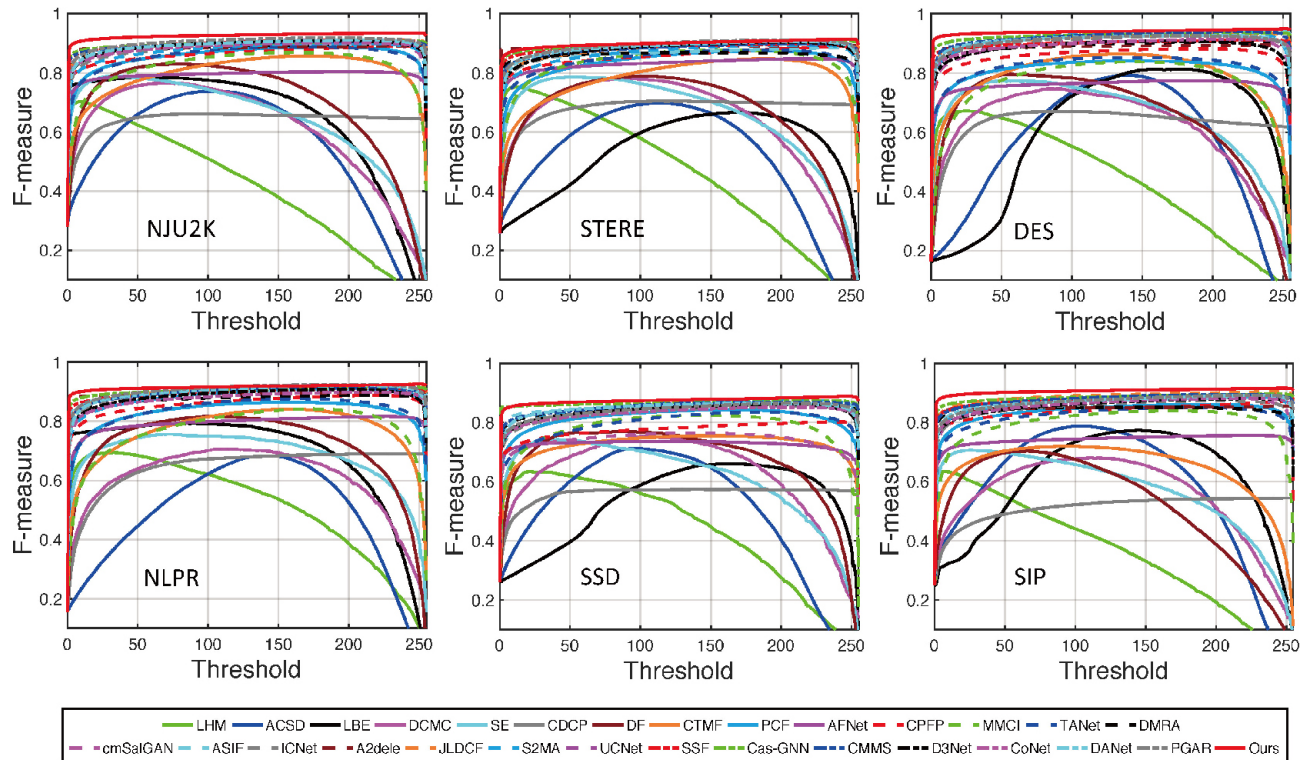 1
0.8
0.6
0.4
0.2
F-measure
NJU2K
0 50 100 150 200 250
Threshold
1
0.8
0.6
0.4
0.2
F-measure
STERE
0 50 100 150 200 250
Threshold
1
0.8
0.6
0.4
0.2
F-measure
DES
0 50 100 150 200 250
Threshold
1
0.8
0.6
0.4
0.2
F-measure
NLPR
0 50 100 150 200 250
Threshold
1
0.8
0.6
0.4
0.2
F-measure
SSD
0 50 100 150 200 250
Threshold
1
0.8
0.6
0.4
0.2
F-measure
SIP
0 50 100 150 200 250
Threshold
LHM ACSD LBE DCMC SE CDCP DF CTMF PCF AFNet CPFP MMCI TANet DMRA
cmSalGAN ASIF ICNet A2dele JLDCF S2MA UCNet SSF Cas-GNN CMMS D3Net CoNet DANet PGAR Ours